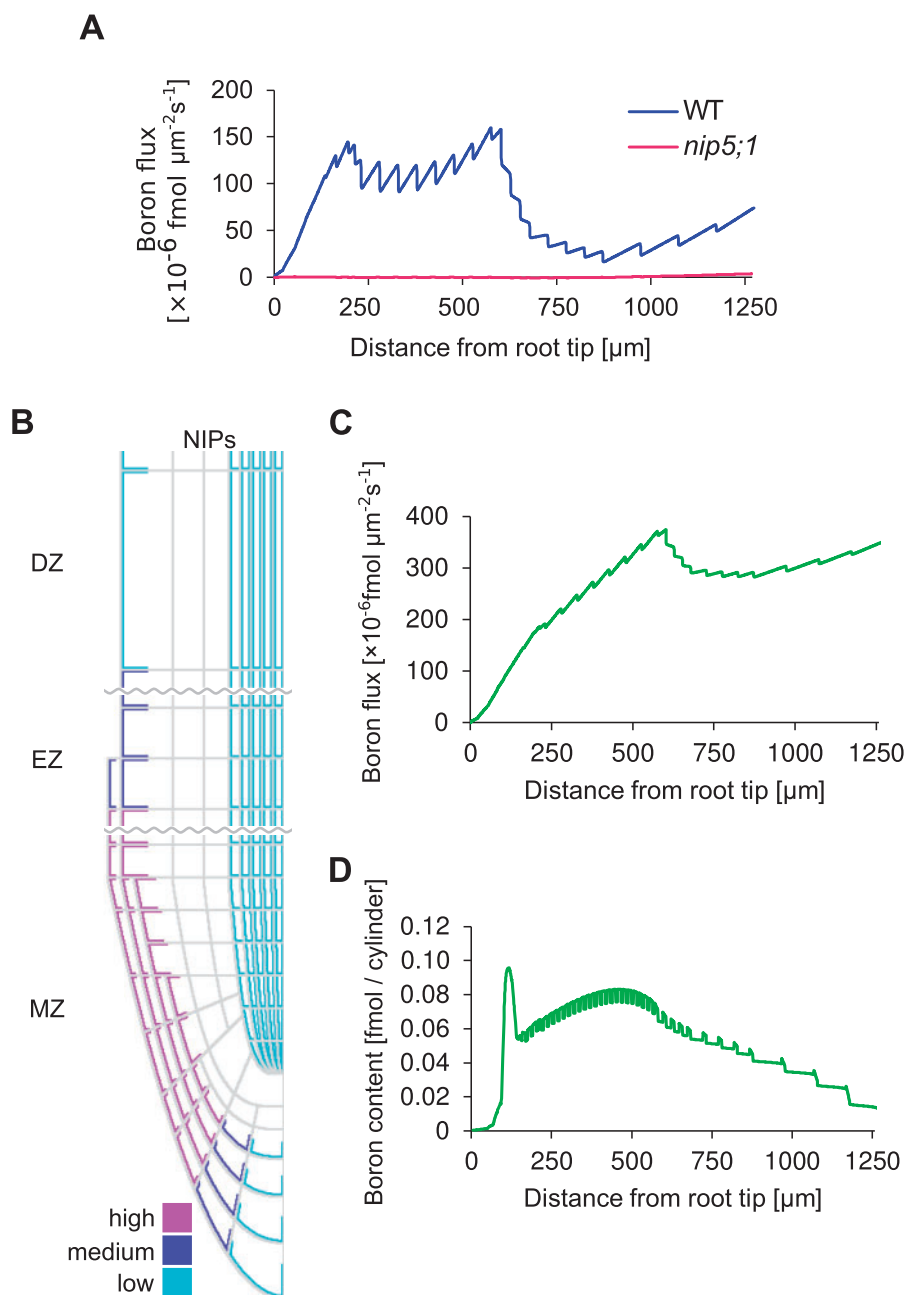 A
Boron flux
[×10-6 fmol μm-2s-1]
200
150
100
50
0
WT
nip5;1
0 250 500 750 1000 1250
Distance from root tip [μm]
B
NIPs
DZ
EZ
MZ
high
medium
low
C
Boron flux [×10-6fmol μm-2s-1]
400
300
200
100
0
0 250 500 750 1000 1250
Distance from root tip [μm]
D
Boron content [fmol / cylinder]
0.12
0.10
0.08
0.06
0.04
0.02
0
0 250 500 750 1000 1250
Distance from root tip [μm]